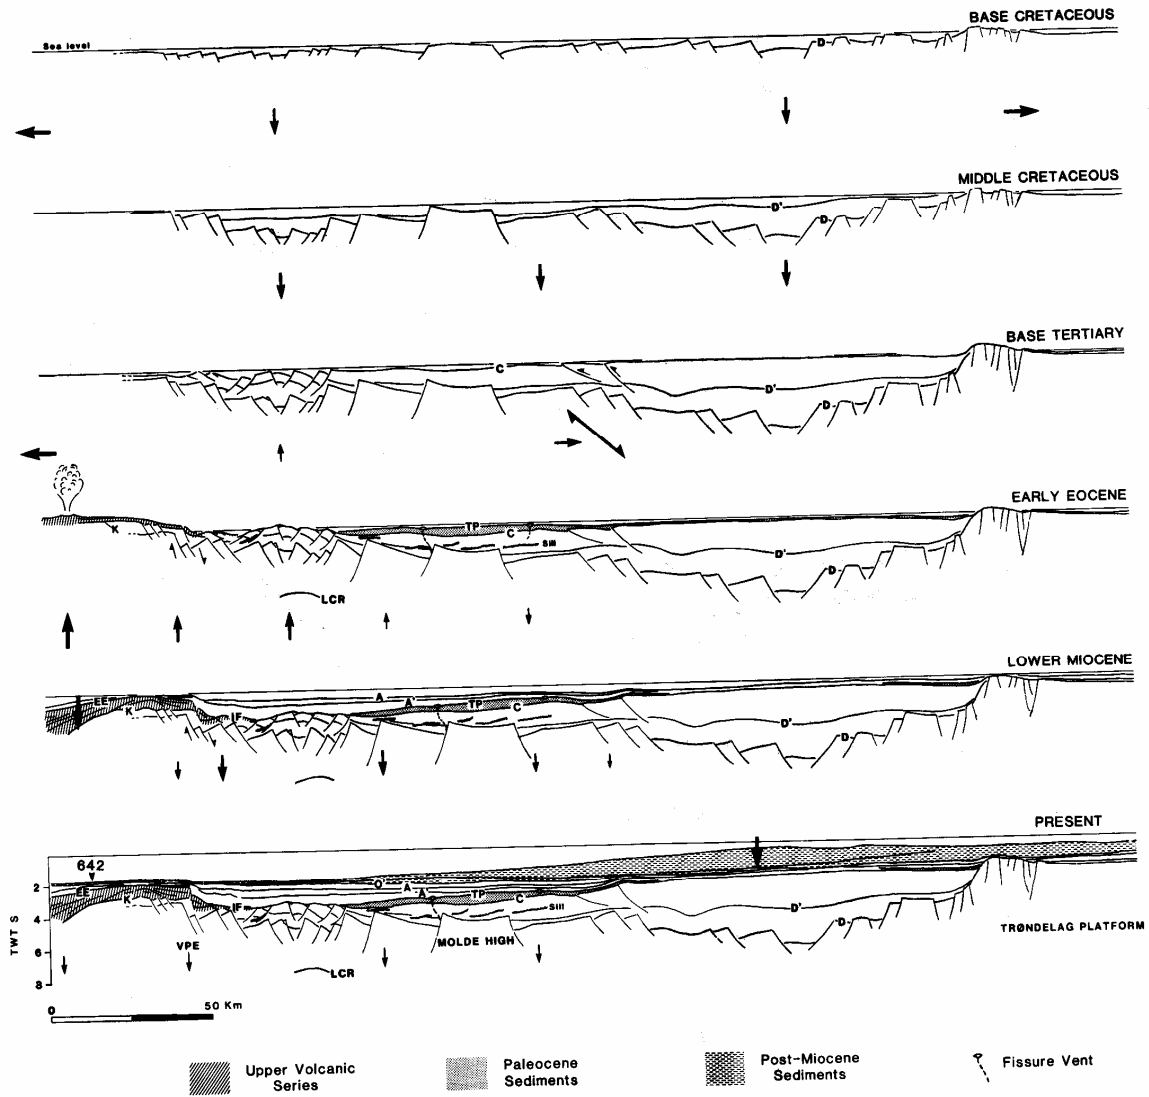 BASE CRETACEOUS
Sea level
D
MIDDLE CRETACEOUS
D'
D
BASE TERTIARY
C
D'
D
EARLY EOCENE
K
TP
C
Sill
D'
D
LCR
LOWER MIOCENE
EE
K
IF
A
A'
TP
C
D'
D
PRESENT
642
2
4
6
8
TWT S
EE
K
IF
O'
A
A'
TP
C
Sill
D'
D
VPE
MOLDE HIGH
LCR
TRØNDELAG PLATFORM
0 50 Km
Upper Volcanic
Series
Paleocene
Sediments
Post-Miocene
Sediments
Fissure Vent